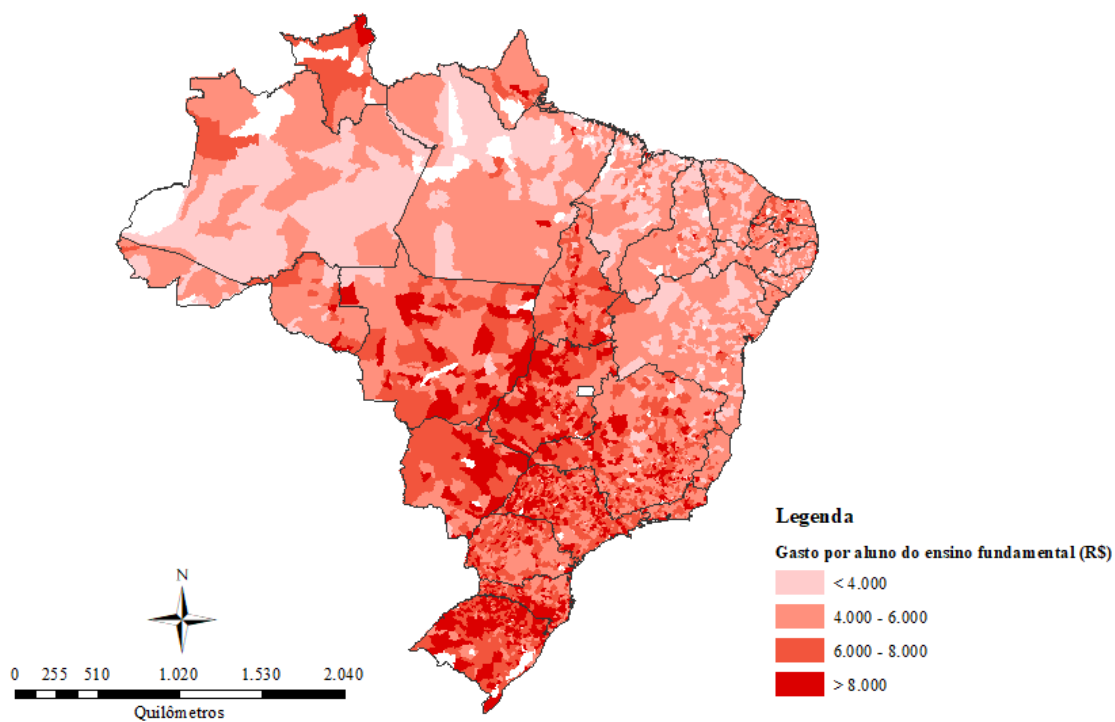 Legenda
Gasto por aluno do ensino fundamental (R$)
< 4.000
4.000 - 6.000
6.000 - 8.000
> 8.000
N
0 255 510 1.020 1.530 2.040
Quilômetros